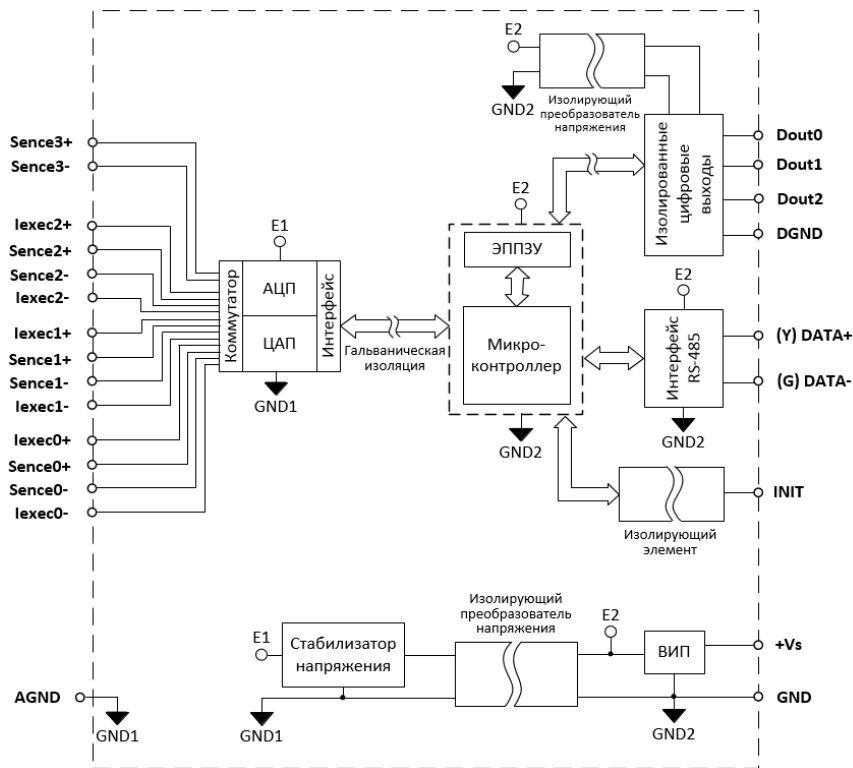 E2
GND2
Изолирующий
преобразователь
напряжения
Sence3+
Sence3-
Iexec2+
Sence2+
Sence2-
Iexec2-
Iexec1+
Sence1+
Sence1-
Iexec1-
Iexec0+
Sence0+
Sence0-
Iexec0-
E1
Коммутатор
АЦП
ЦАП
Интерфейс
GND1
Гальваническая
изоляция
E2
ЭППЗУ
Микро-
контроллер
GND2
Изолированные
цифровые
выходы
Dout0
Dout1
Dout2
DGND
E2
Интерфейс
RS-485
GND2
(Y) DATA+
(G) DATA-
INIT
Изолирующий
элемент
Изолирующий
преобразователь
напряжения
E1
Стабилизатор
напряжения
E2
ВИП
+Vs
AGND
GND1
GND1
GND2
GND